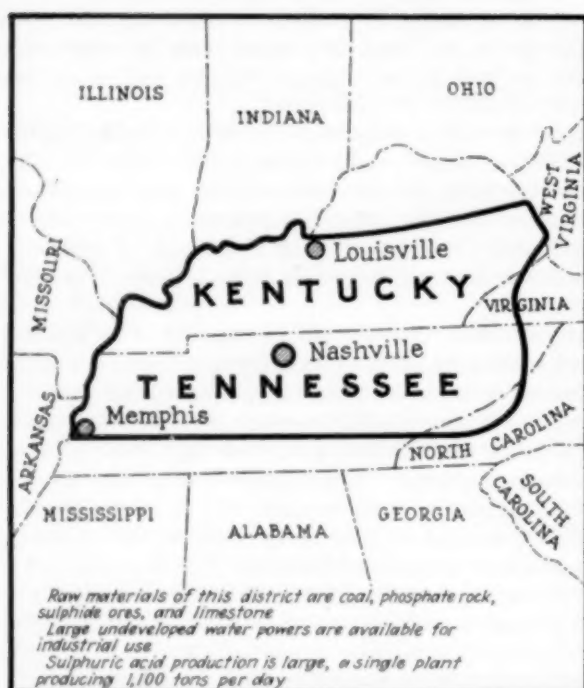 ILLINOIS
INDIANA
OHIO
WEST VIRGINIA
MISSOURI
Louisville
KENTUCKY
VIRGINIA
Nashville
TENNESSEE
ARKANSAS
Memphis
NORTH CAROLINA
SOUTH CAROLINA
MISSISSIPPI
ALABAMA
GEORGIA
Raw materials of this district are coal, phosphate rock,
sulphide ores, and limestone
Large undeveloped water powers are available for
industrial use
Sulphuric acid production is large, a single plant
producing 1,100 tons per day